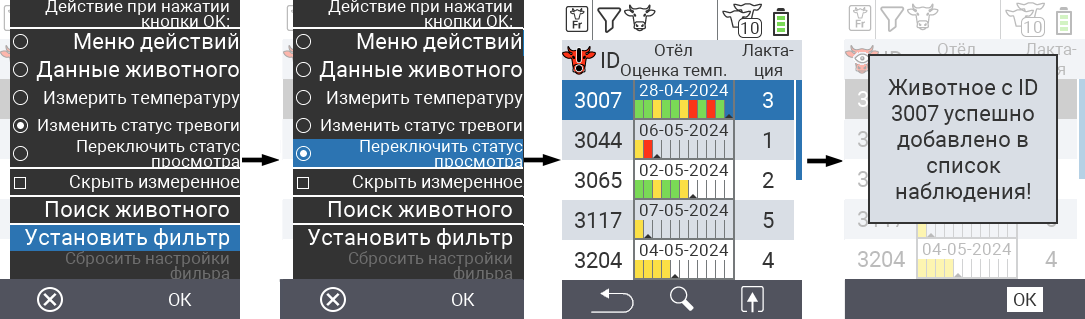 Действие при нажатии
кнопки OK:
Меню действий
Данные животного
Измерить температуру
Изменить статус тревоги
Переключить статус
просмотра
Скрыть измеренное
Поиск животного
Установить фильтр
Сбросить настройки
фильра
OK
Действие при нажатии
кнопки OK:
Меню действий
Данные животного
Измерить температуру
Изменить статус тревоги
Переключить статус
просмотра
Скрыть измеренное
Поиск животного
Установить фильтр
Сбросить настройки
фильра
OK
Fr
10
ID
Отёл
Оценка темп.
Лакта-
ция
3007
28-04-2024
3
3044
06-05-2024
1
3065
02-05-2024
2
3117
07-05-2024
5
3204
04-05-2024
4
Fr
10
Отёл
Лакта-
Животное с ID
3007 успешно
добавлено в
список
наблюдения!
3204
04-05-2024
4
OK